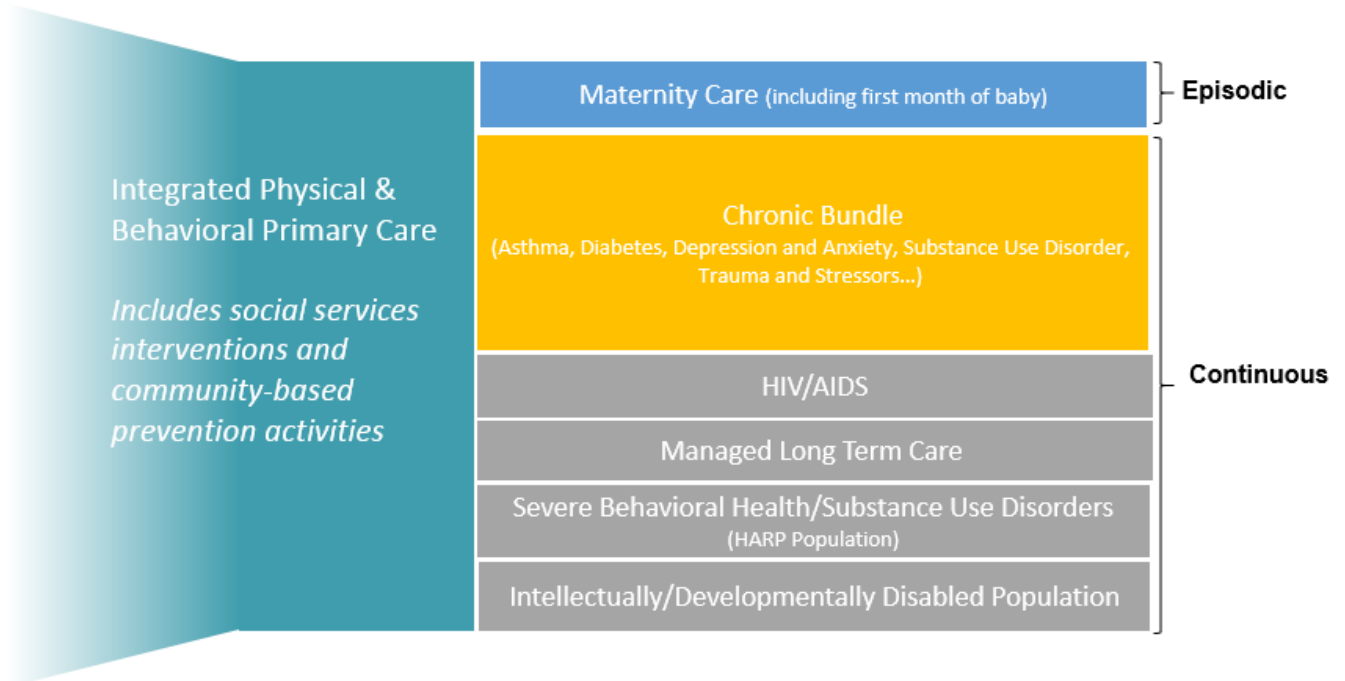 Integrated Physical &
Behavioral Primary Care
Includes social services
interventions and
community-based
prevention activities
Maternity Care (including first month of baby)
Episodic
Chronic Bundle
(Asthma, Diabetes, Depression and Anxiety, Substance Use Disorder,
Trauma and Stressors...)
HIV/AIDS
Managed Long Term Care
Severe Behavioral Health/Substance Use Disorders
(HARP Population)
Intellectually/Developmentally Disabled Population
Continuous